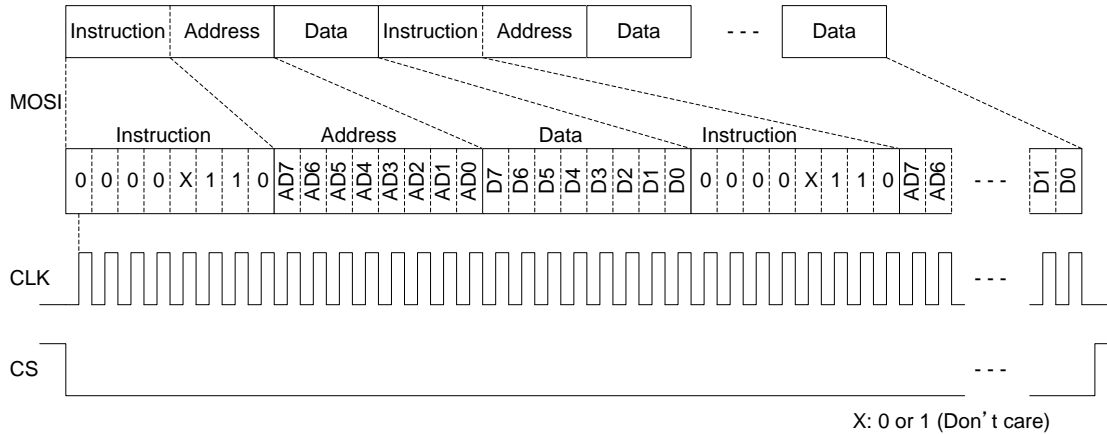 Instruction Address Data Instruction Address Data - - - Data
MOSI
Instruction Address Data Instruction
0 0 0 0 X 1 1 0 AD7 AD6 AD5 AD4 AD3 AD2 AD1 AD0 D7 D6 D5 D4 D3 D2 D1 D0 0 0 0 0 X 1 1 0 AD7 AD6 - - - D1 D0
CLK - - -
CS - - -
X: 0 or 1 (Don't care)